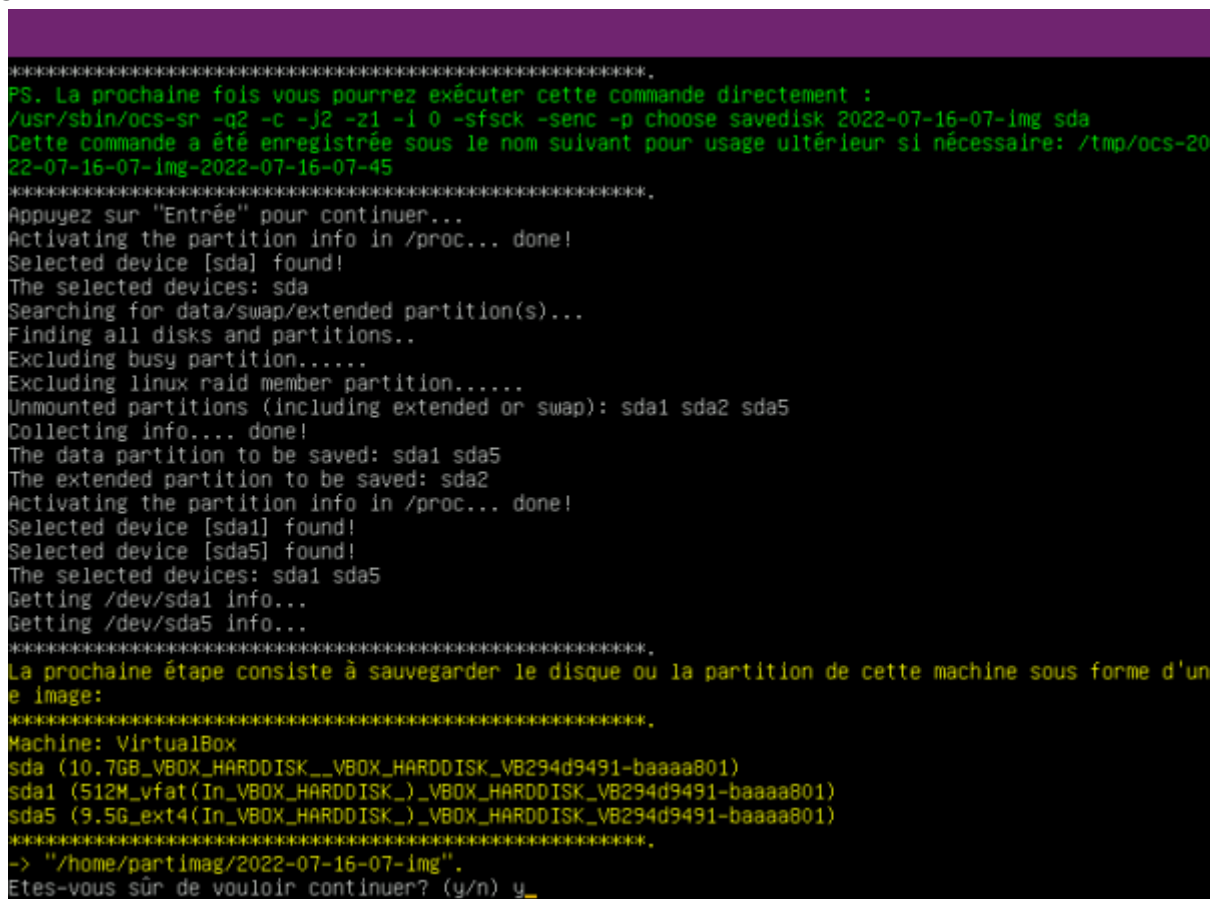 *****************************************************.
PS. La prochaine fois vous pourrez exécuter cette commande directement :
/usr/sbin/ocs-sr -q2 -c -j2 -z1 -i 0 -sfsck -senc -p choose savedisk 2022-07-16-07-img sda
Cette commande a été enregistrée sous le nom suivant pour usage ultérieur si nécessaire: /tmp/ocs-20
22-07-16-07-img-2022-07-16-07-45
*****************************************************.
Appuyez sur "Entrée" pour continuer...
Activating the partition info in /proc... done!
Selected device [sda] found!
The selected devices: sda
Searching for data/swap/extended partition(s)...
Finding all disks and partitions..
Excluding busy partition......
Excluding linux raid member partition......
Unmounted partitions (including extended or swap): sda1 sda2 sda5
Collecting info.... done!
The data partition to be saved: sda1 sda5
The extended partition to be saved: sda2
Activating the partition info in /proc... done!
Selected device [sda1] found!
Selected device [sda5] found!
The selected devices: sda1 sda5
Getting /dev/sda1 info...
Getting /dev/sda5 info...
*****************************************************.
La prochaine étape consiste à sauvegarder le disque ou la partition de cette machine sous forme d'un
e image:
*****************************************************.
Machine: VirtualBox
sda (10.7GB_VBOX_HARDDISK__VBOX_HARDDISK_VB294d9491-baaaa801)
sda1 (512M_vfat(In_VBOX_HARDDISK_)_VBOX_HARDDISK_VB294d9491-baaaa801)
sda5 (9.5G_ext4(In_VBOX_HARDDISK_)_VBOX_HARDDISK_VB294d9491-baaaa801)
*****************************************************.
-> "/home/partimag/2022-07-16-07-img".
Etes-vous sûr de vouloir continuer? (y/n) y_